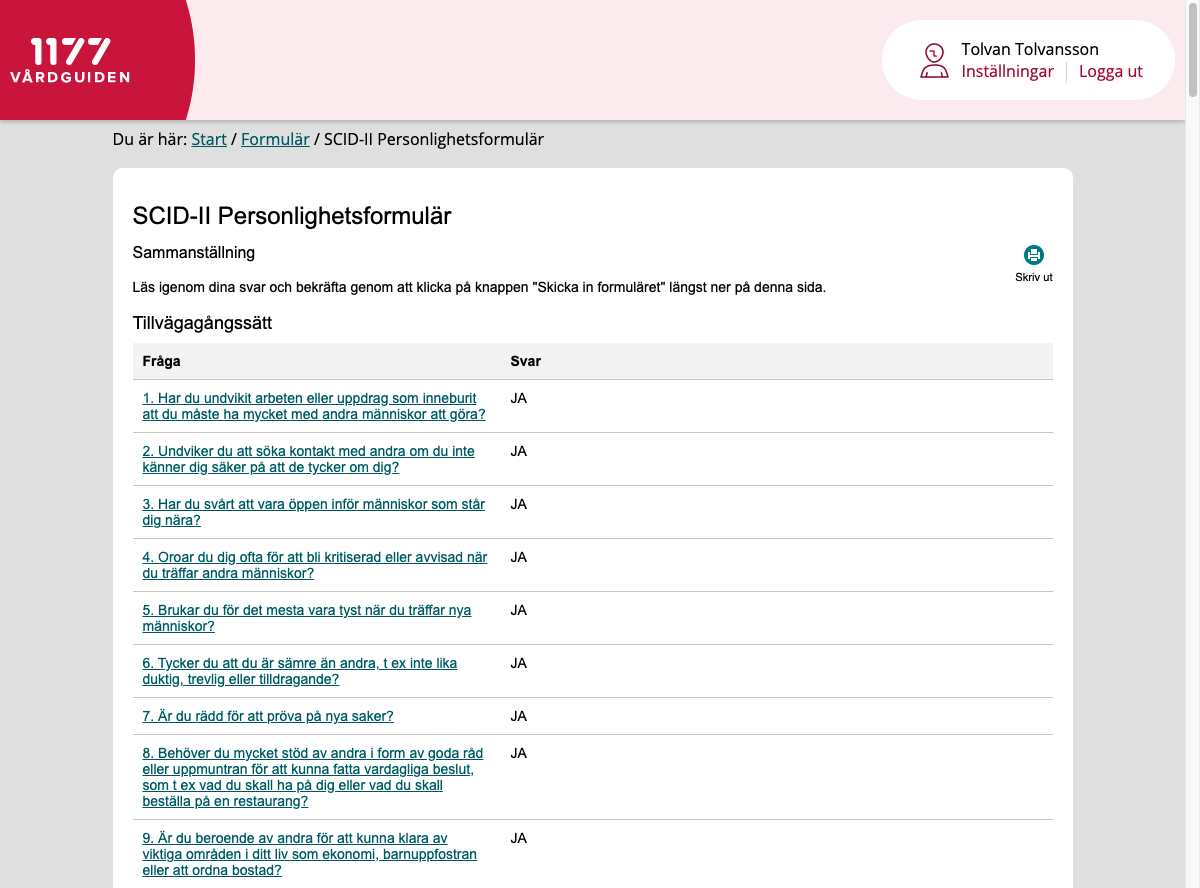 1177
VÅRDGUIDEN
Tolvan Tolvansson
Inställningar Logga ut
Du är här: Start / Formulär / SCID-II Personlighetsformulär
SCID-II Personlighetsformulär
Sammanställning
Skriv ut
Läs igenom dina svar och bekräfta genom att klicka på knappen "Skicka in formuläret" längst ner på denna sida.
Tillvägagångssätt
Fråga Svar
1. Har du undvikit arbeten eller uppdrag som inneburit JA
att du måste ha mycket med andra människor att göra?
2. Undviker du att söka kontakt med andra om du inte JA
känner dig säker på att de tycker om dig?
3. Har du svårt att vara öppen inför människor som står JA
dig nära?
4. Oroar du dig ofta för att bli kritiserad eller avvisad när JA
du träffar andra människor?
5. Brukar du för det mesta vara tyst när du träffar nya JA
människor?
6. Tycker du att du är sämre än andra, t ex inte lika JA
duktig, trevlig eller tilldragande?
7. Är du rädd för att pröva på nya saker? JA
8. Behöver du mycket stöd av andra i form av goda råd JA
eller uppmuntran för att kunna fatta vardagliga beslut,
som t ex vad du skall ha på dig eller vad du skall
beställa på en restaurang?
9. Är du beroende av andra för att kunna klara av JA
viktiga områden i ditt liv som ekonomi, barnuppfostran
eller att ordna bostad?